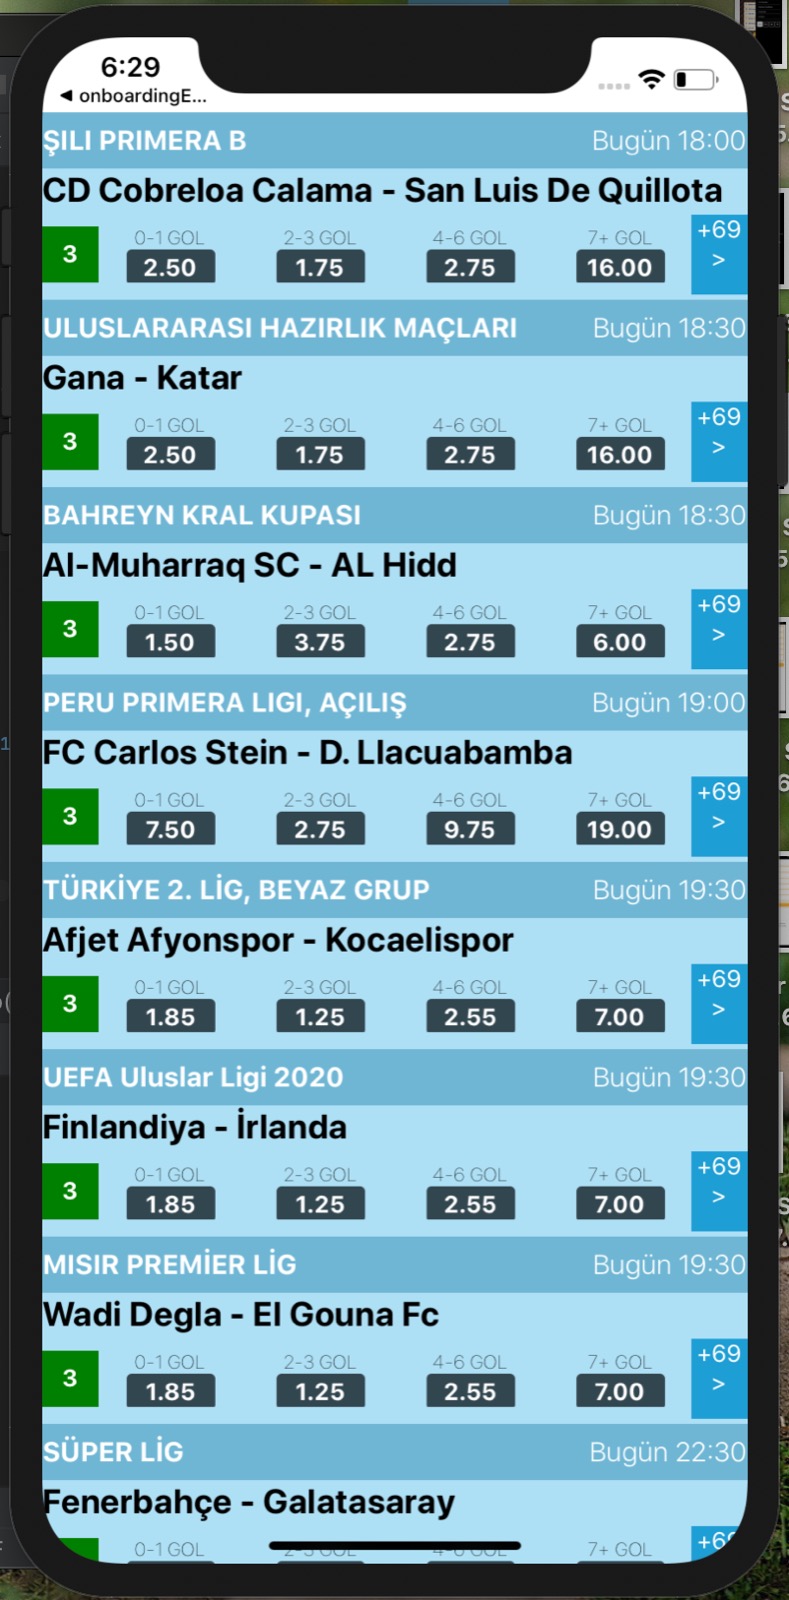 6:29
◀ onboardingE...
ŞILI PRIMERA B Bugün 18:00
CD Cobreloa Calama - San Luis De Quillota
0-1 GOL 2-3 GOL 4-6 GOL 7+ GOL +69
3 2.50 1.75 2.75 16.00 >
ULUSLARARASI HAZIRLIK MAÇLARI Bugün 18:30
Gana - Katar
0-1 GOL 2-3 GOL 4-6 GOL 7+ GOL +69
3 2.50 1.75 2.75 16.00 >
BAHREYN KRAL KUPASI Bugün 18:30
Al-Muharraq SC - AL Hidd
0-1 GOL 2-3 GOL 4-6 GOL 7+ GOL +69
3 1.50 3.75 2.75 6.00 >
PERU PRIMERA LIGI, AÇILIŞ Bugün 19:00
FC Carlos Stein - D. Llacuabamba
0-1 GOL 2-3 GOL 4-6 GOL 7+ GOL +69
3 7.50 2.75 9.75 19.00 >
TÜRKİYE 2. LİG, BEYAZ GRUP Bugün 19:30
Afjet Afyonspor - Kocaelispor
0-1 GOL 2-3 GOL 4-6 GOL 7+ GOL +69
3 1.85 1.25 2.55 7.00 >
UEFA Uluslar Ligi 2020 Bugün 19:30
Finlandiya - İrlanda
0-1 GOL 2-3 GOL 4-6 GOL 7+ GOL +69
3 1.85 1.25 2.55 7.00 >
MISIR PREMİER LİG Bugün 19:30
Wadi Degla - El Gouna Fc
0-1 GOL 2-3 GOL 4-6 GOL 7+ GOL +69
3 1.85 1.25 2.55 7.00 >
SÜPER LİG Bugün 22:30
Fenerbahçe - Galatasaray
0-1 GOL 2-3 GOL 4-6 GOL 7+ GOL